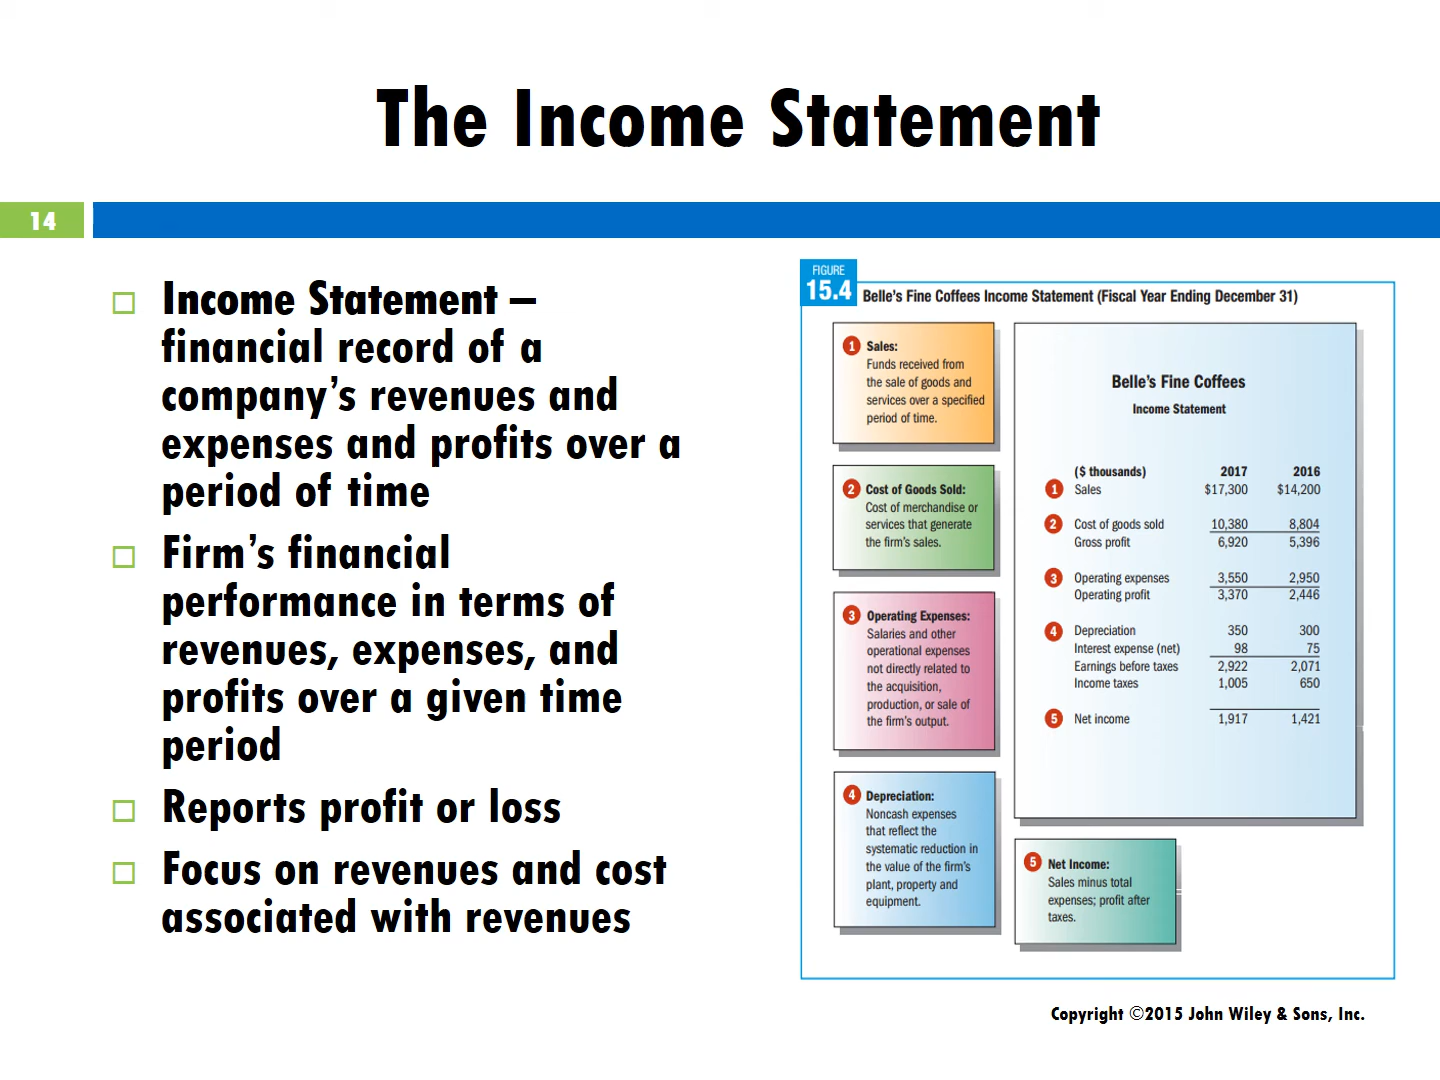 The Income Statement
14
Income Statement –
financial record of a
company’s revenues and
expenses and profits over a
period of time
Firm’s financial
performance in terms of
revenues, expenses, and
profits over a given time
period
Reports profit or loss
Focus on revenues and cost
associated with revenues
FIGURE
15.4 Belle’s Fine Coffees Income Statement (Fiscal Year Ending December 31)
1 Sales:
Funds received from
the sale of goods and
services over a specified
period of time.
2 Cost of Goods Sold:
Cost of merchandise or
services that generate
the firm’s sales.
3 Operating Expenses:
Salaries and other
operational expenses
not directly related to
the acquisition,
production, or sale of
the firm’s output.
4 Depreciation:
Noncash expenses
that reflect the
systematic reduction in
the value of the firm’s
plant, property and
equipment.
Belle’s Fine Coffees
Income Statement
($ thousands) 2017 2016
1 Sales $17,300 $14,200
2 Cost of goods sold 10,380 8,804
Gross profit 6,920 5,396
3 Operating expenses 3,550 2,950
Operating profit 3,370 2,446
4 Depreciation 350 300
Interest expense (net) 98 75
Earnings before taxes 2,922 2,071
Income taxes 1,005 650
5 Net income 1,917 1,421
5 Net Income:
Sales minus total
expenses; profit after
taxes.
Copyright ©2015 John Wiley & Sons, Inc.